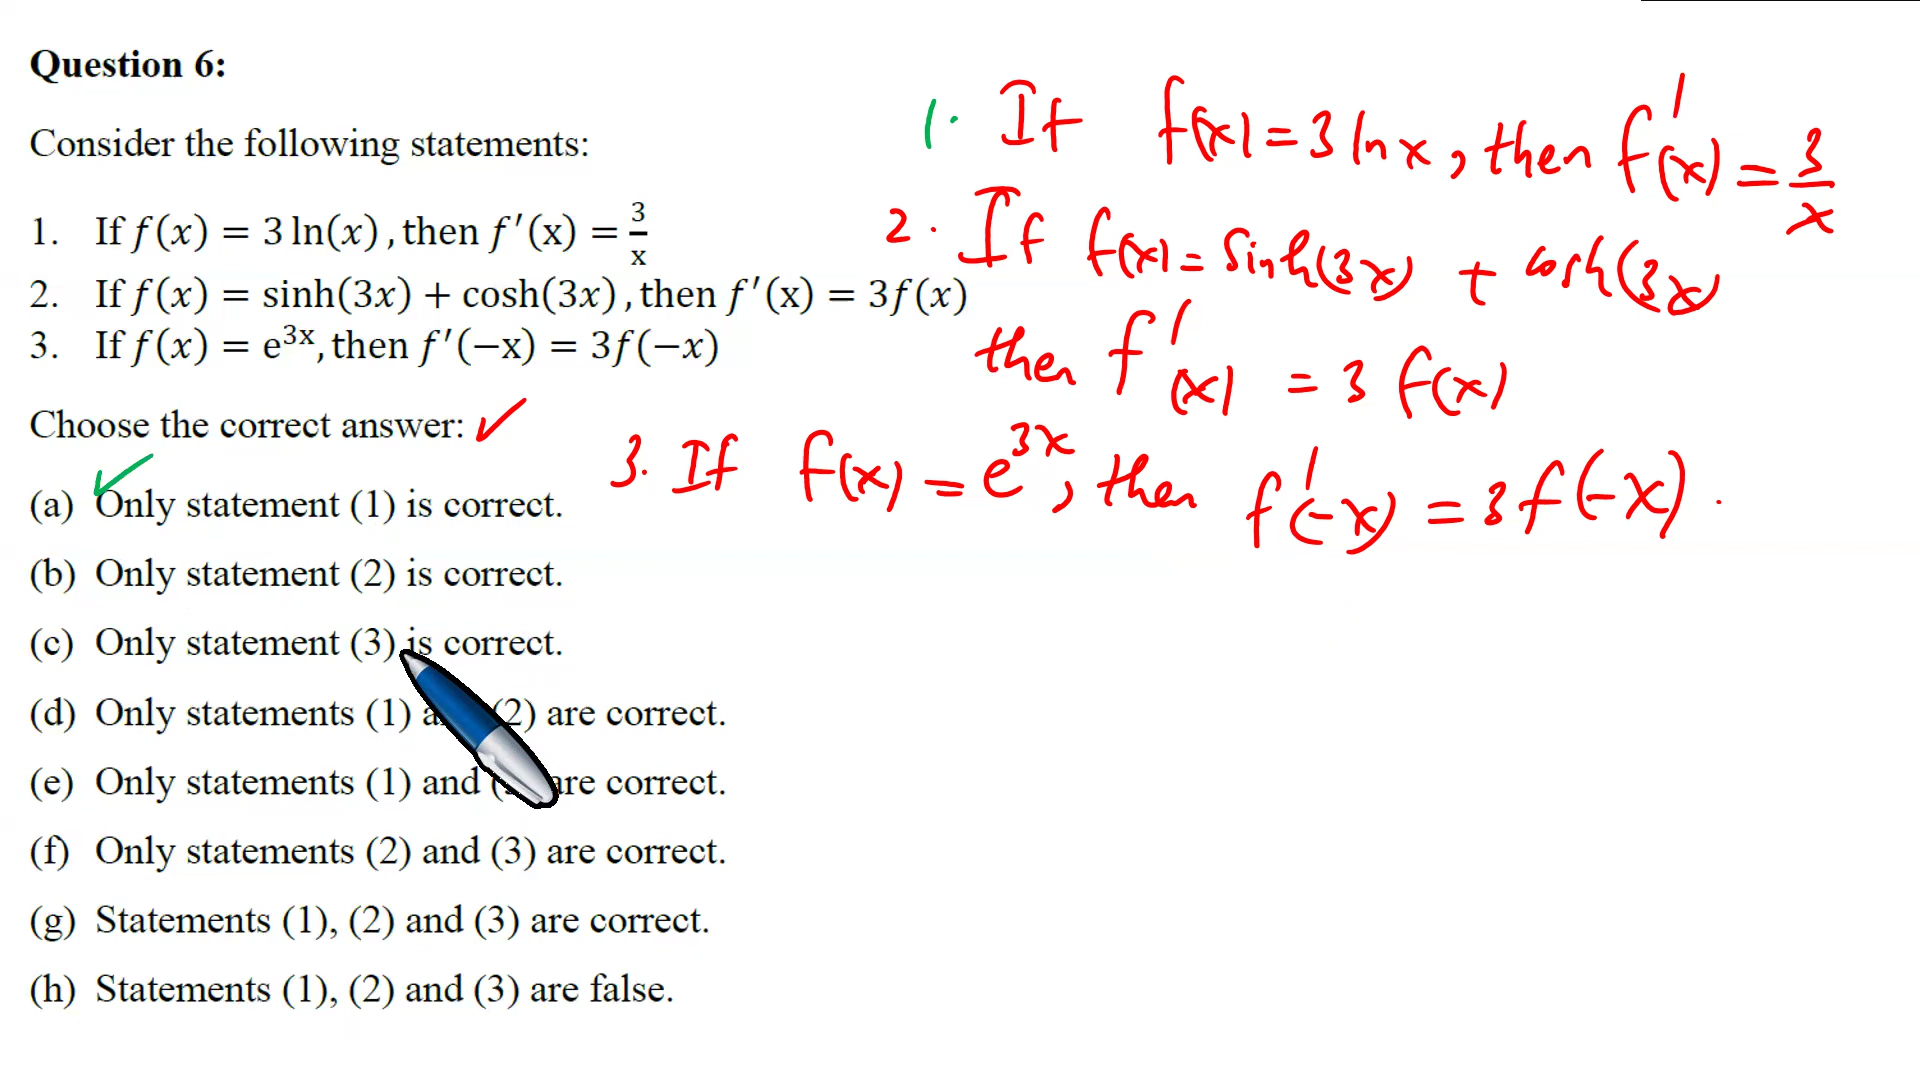 Question 6:
Consider the following statements:
1. If f(x) = 3 ln(x), then f′(x) = 3/x
2. If f(x) = sinh(3x) + cosh(3x), then f′(x) = 3f(x)
3. If f(x) = e^{3x}, then f′(−x) = 3f(−x)
Choose the correct answer: ✓
(a) Only statement (1) is correct.
(b) Only statement (2) is correct.
(c) Only statement (3) is correct.
(d) Only statements (1) a (2) are correct.
(e) Only statements (1) and ( are correct.
(f) Only statements (2) and (3) are correct.
(g) Statements (1), (2) and (3) are correct.
(h) Statements (1), (2) and (3) are false.
1. If f(x) = 3 ln x, then f′(x) = 3/x
2. If f(x) = Sinh(3x) + cosh(3x
then f′(x) = 3 f(x)
3. If f(x) = e^{3x}, then f′(−x) = 3f(−x).